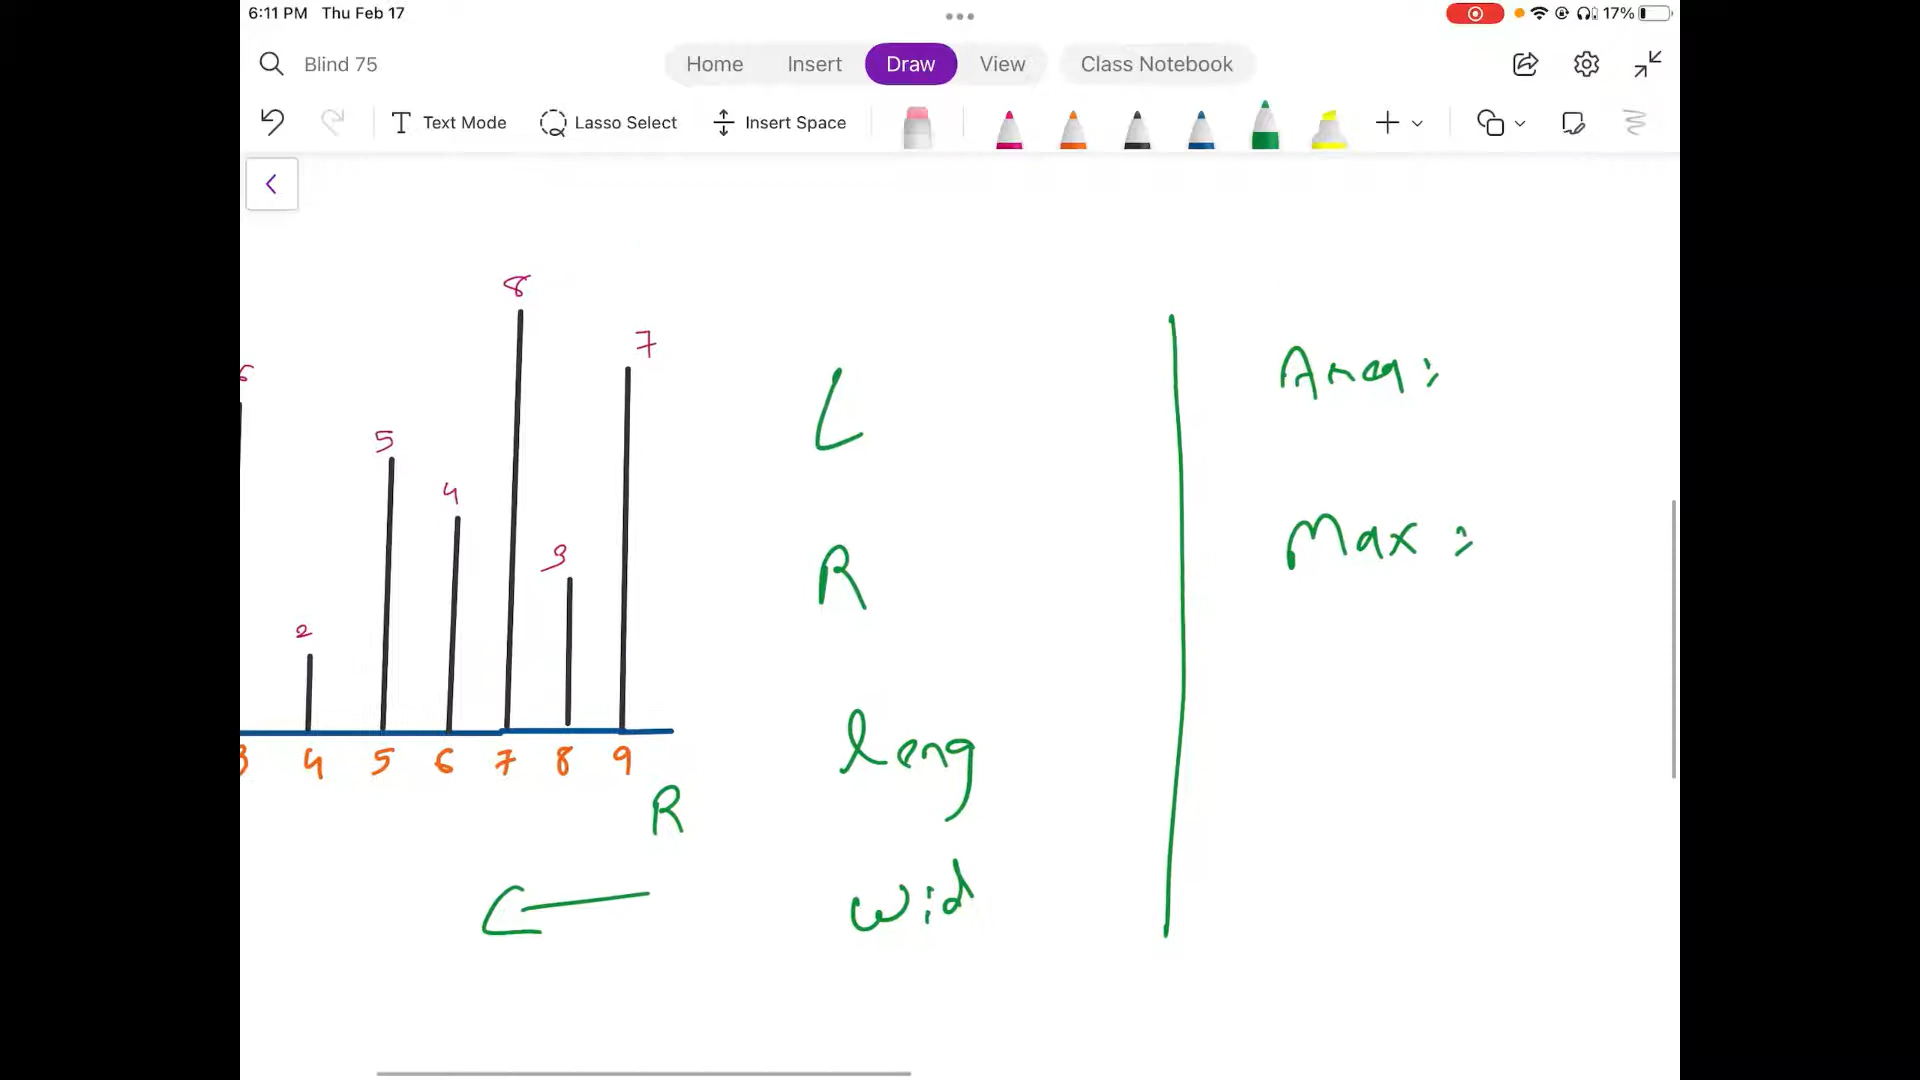 6:11 PM Thu Feb 17
17%
Blind 75
Home Insert Draw View Class Notebook
Text Mode Lasso Select Insert Space
8
7
5
4
3
2
L
Area:
R
Max:
leng
4 5 6 7 8 9
R
wid